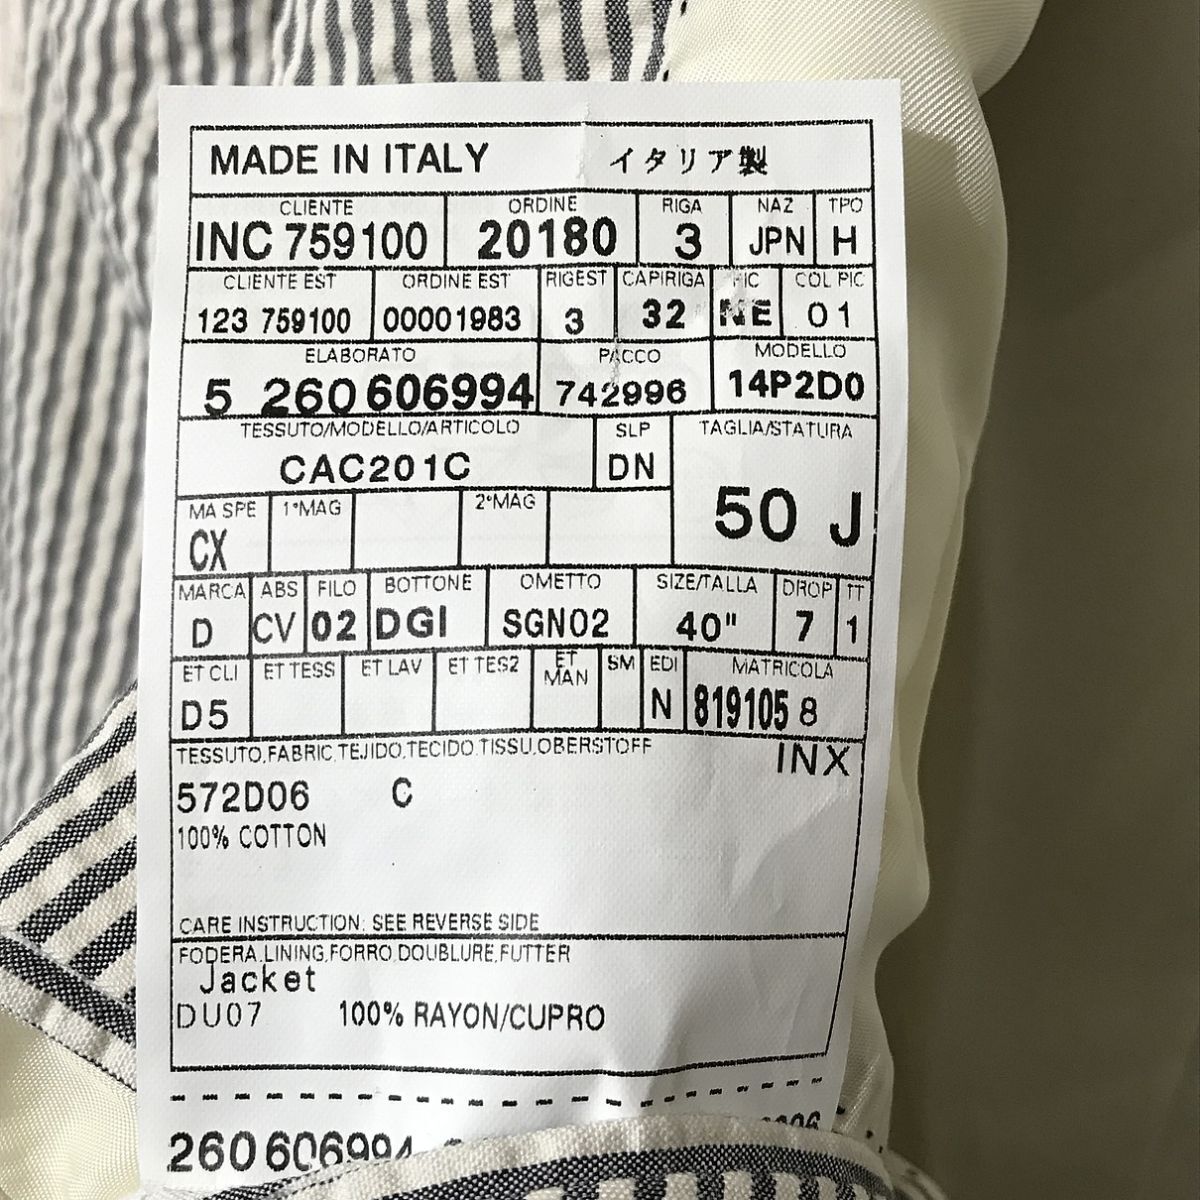 MADE IN ITALY イタリア製
CLIENTE ORDINE RIGA NAZ TPO
INC 759100 20180 3 JPN H
CLIENTE EST ORDINE EST RIGEST CAPIRIGA PIC COL PIC
123 759100 00001983 3 32 NE 01
ELABORATO PACCO MODELLO
5 260 606994 742996 14P2D0
TESSUTO/MODELLO/ARTICOLO SLP TAGLIA/STATURA
CAC201C DN 50 J
MA SPE 1°MAG 2°MAG
CX
MARCA ABS FILO BOTTONE OMETTO SIZE/TALLA DROP TT
D CV 02 DGI SGN02 40" 7 1
ET CLI ET TESS ET LAV ET TES2 ET MAN SM EDI MATRICOLA
D5 N 819105 8
TESSUTO,FABRIC,TEJIDO,TECIDO,TISSU,OBERSTOFF INX
572D06 C
100% COTTON
CARE INSTRUCTION: SEE REVERSE SIDE
FODERA,LINING,FORRO,DOUBLURE,FUTTER
Jacket
DU07 100% RAYON/CUPRO
260 606994